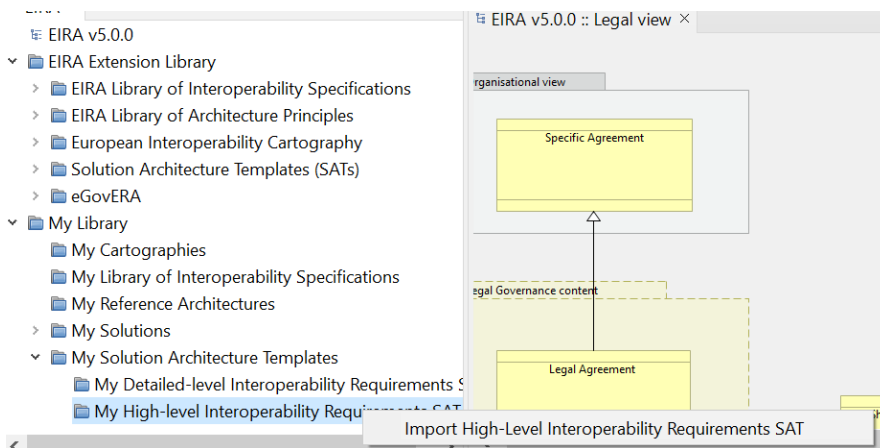 EIRA v5.0.0
EIRA Extension Library
EIRA Library of Interoperability Specifications
EIRA Library of Architecture Principles
European Interoperability Cartography
Solution Architecture Templates (SATs)
eGovERA
My Library
My Cartographies
My Library of Interoperability Specifications
My Reference Architectures
My Solutions
My Solution Architecture Templates
My Detailed-level Interoperability Requirements S
My High-level Interoperability Requirements SAT
EIRA v5.0.0 :: Legal view
rganisational view
Specific Agreement
egal Governance content
Legal Agreement
Import High-Level Interoperability Requirements SAT